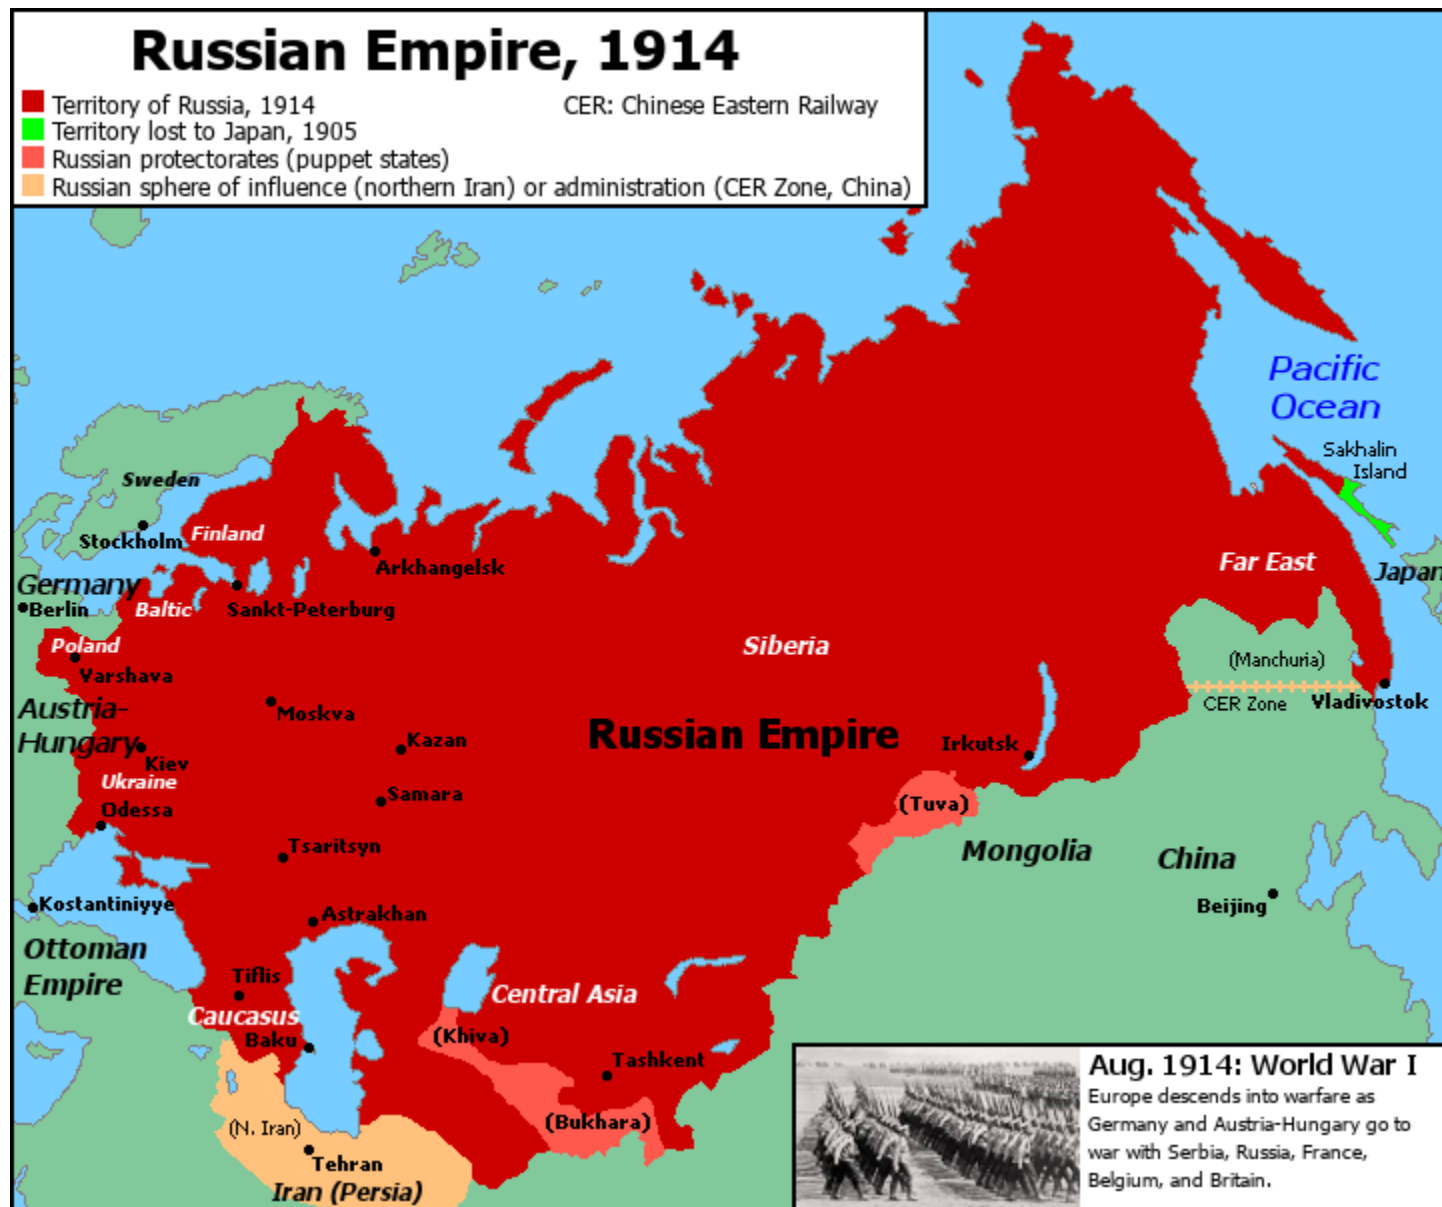 Russian Empire, 1914
Territory of Russia, 1914
CER: Chinese Eastern Railway
Territory lost to Japan, 1905
Russian protectorates (puppet states)
Russian sphere of influence (northern Iran) or administration (CER Zone, China)
Pacific
Ocean
Sakhalin
Island
Sweden
Stockholm
Finland
Arkhangelsk
Far East
Japan
Germany
Berlin
Baltic
Sankt-Peterburg
Poland
Varshava
Siberia
(Manchuria)
CER Zone
Vladivostok
Austria-
Hungary
Moskva
Kazan
Russian Empire
Irkutsk
Kiev
Ukraine
Odessa
Samara
(Tuva)
Tsaritsyn
Mongolia
China
Beijing
Kostantiniyye
Astrakhan
Ottoman
Empire
Tiflis
Caucasus
Baku
Central Asia
(Khiva)
Tashkent
(Bukhara)
(N. Iran)
Tehran
Iran (Persia)
Aug. 1914: World War I
Europe descends into warfare as
Germany and Austria-Hungary go to
war with Serbia, Russia, France,
Belgium, and Britain.